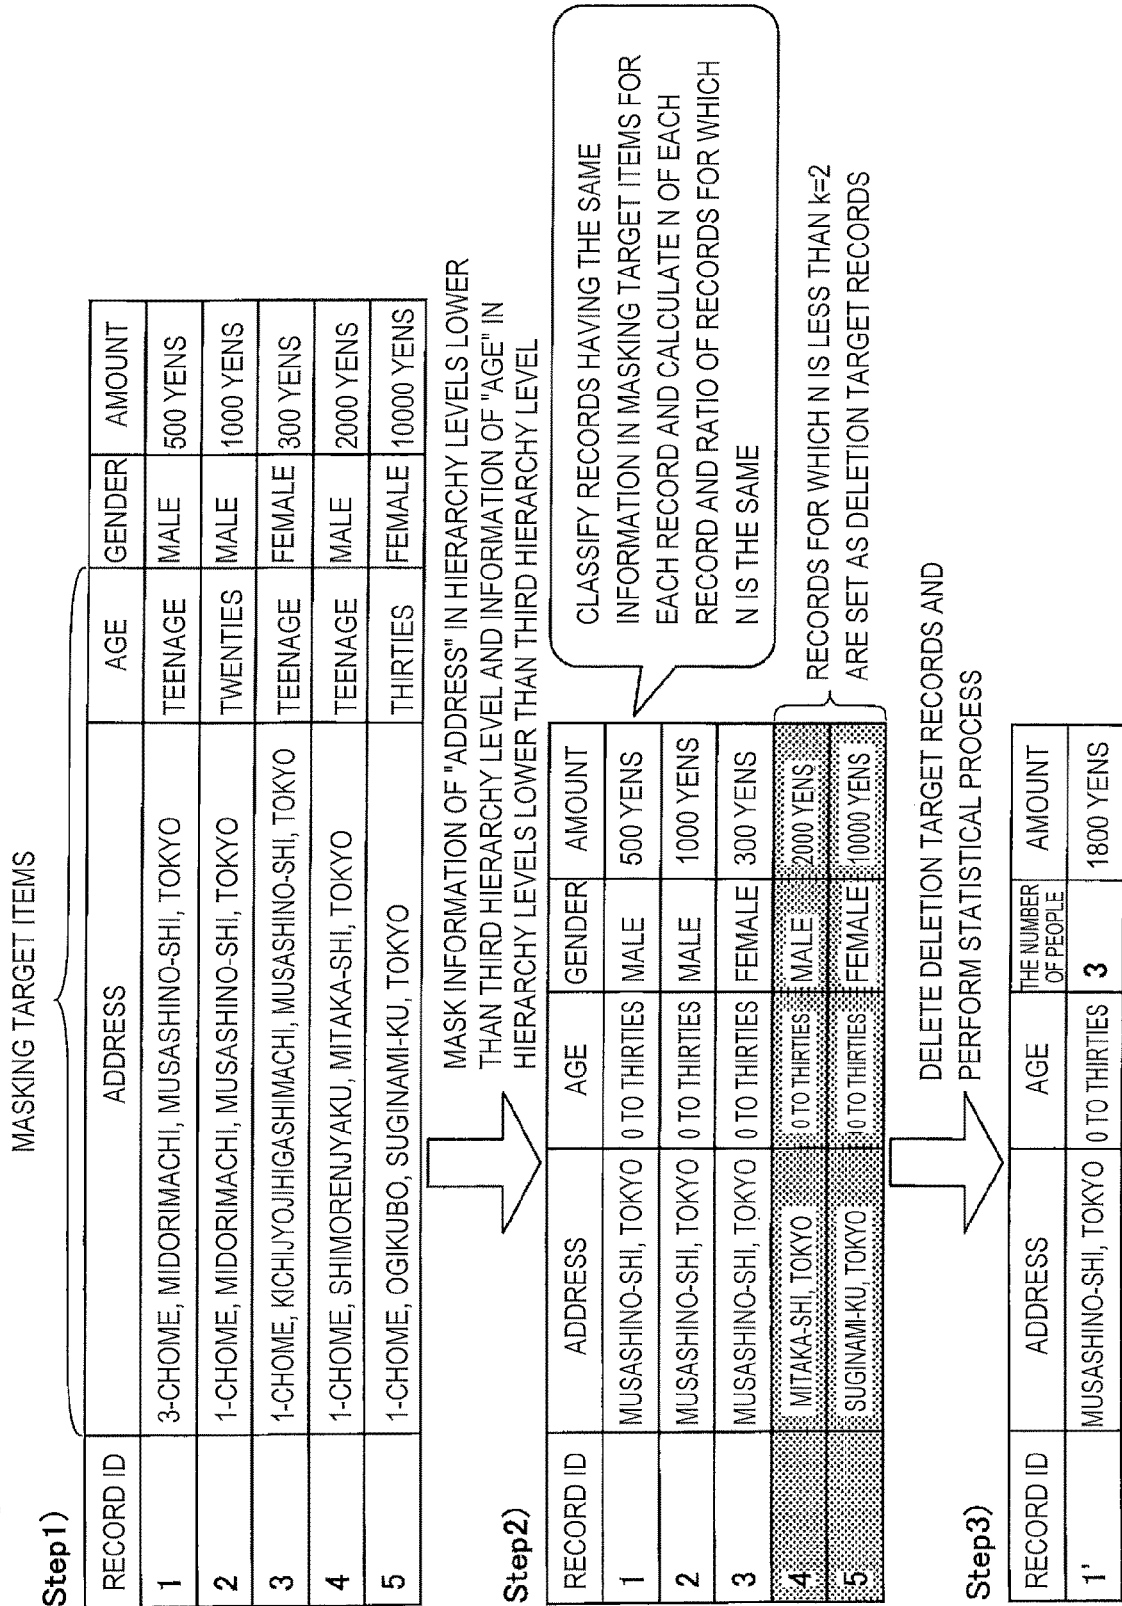 MASKING TARGET ITEMS
Step1)
RECORD ID ADDRESS AGE GENDER AMOUNT
1 3-CHOME, MIDORIMACHI, MUSASHINO-SHI, TOKYO TEENAGE MALE 500 YENS
2 1-CHOME, MIDORIMACHI, MUSASHINO-SHI, TOKYO TWENTIES MALE 1000 YENS
3 1-CHOME, KICHIJYOJIHIGASHIMACHI, MUSASHINO-SHI, TOKYO TEENAGE FEMALE 300 YENS
4 1-CHOME, SHIMORENJYAKU, MITAKA-SHI, TOKYO TEENAGE MALE 2000 YENS
5 1-CHOME, OGIKUBO, SUGINAMI-KU, TOKYO THIRTIES FEMALE 10000 YENS
MASK INFORMATION OF "ADDRESS" IN HIERARCHY LEVELS LOWER
THAN THIRD HIERARCHY LEVEL AND INFORMATION OF "AGE" IN
HIERARCHY LEVELS LOWER THAN THIRD HIERARCHY LEVEL
Step2)
RECORD ID ADDRESS AGE GENDER AMOUNT
1 MUSASHINO-SHI, TOKYO 0 TO THIRTIES MALE 500 YENS
2 MUSASHINO-SHI, TOKYO 0 TO THIRTIES MALE 1000 YENS
3 MUSASHINO-SHI, TOKYO 0 TO THIRTIES FEMALE 300 YENS
4 MITAKA-SHI, TOKYO 0 TO THIRTIES MALE 2000 YENS
5 SUGINAMI-KU, TOKYO 0 TO THIRTIES FEMALE 10000 YENS
CLASSIFY RECORDS HAVING THE SAME
INFORMATION IN MASKING TARGET ITEMS FOR
EACH RECORD AND CALCULATE N OF EACH
RECORD AND RATIO OF RECORDS FOR WHICH
N IS THE SAME
RECORDS FOR WHICH N IS LESS THAN k=2
ARE SET AS DELETION TARGET RECORDS
DELETE DELETION TARGET RECORDS AND
PERFORM STATISTICAL PROCESS
Step3)
RECORD ID ADDRESS AGE THE NUMBER OF PEOPLE AMOUNT
1' MUSASHINO-SHI, TOKYO 0 TO THIRTIES 3 1800 YENS